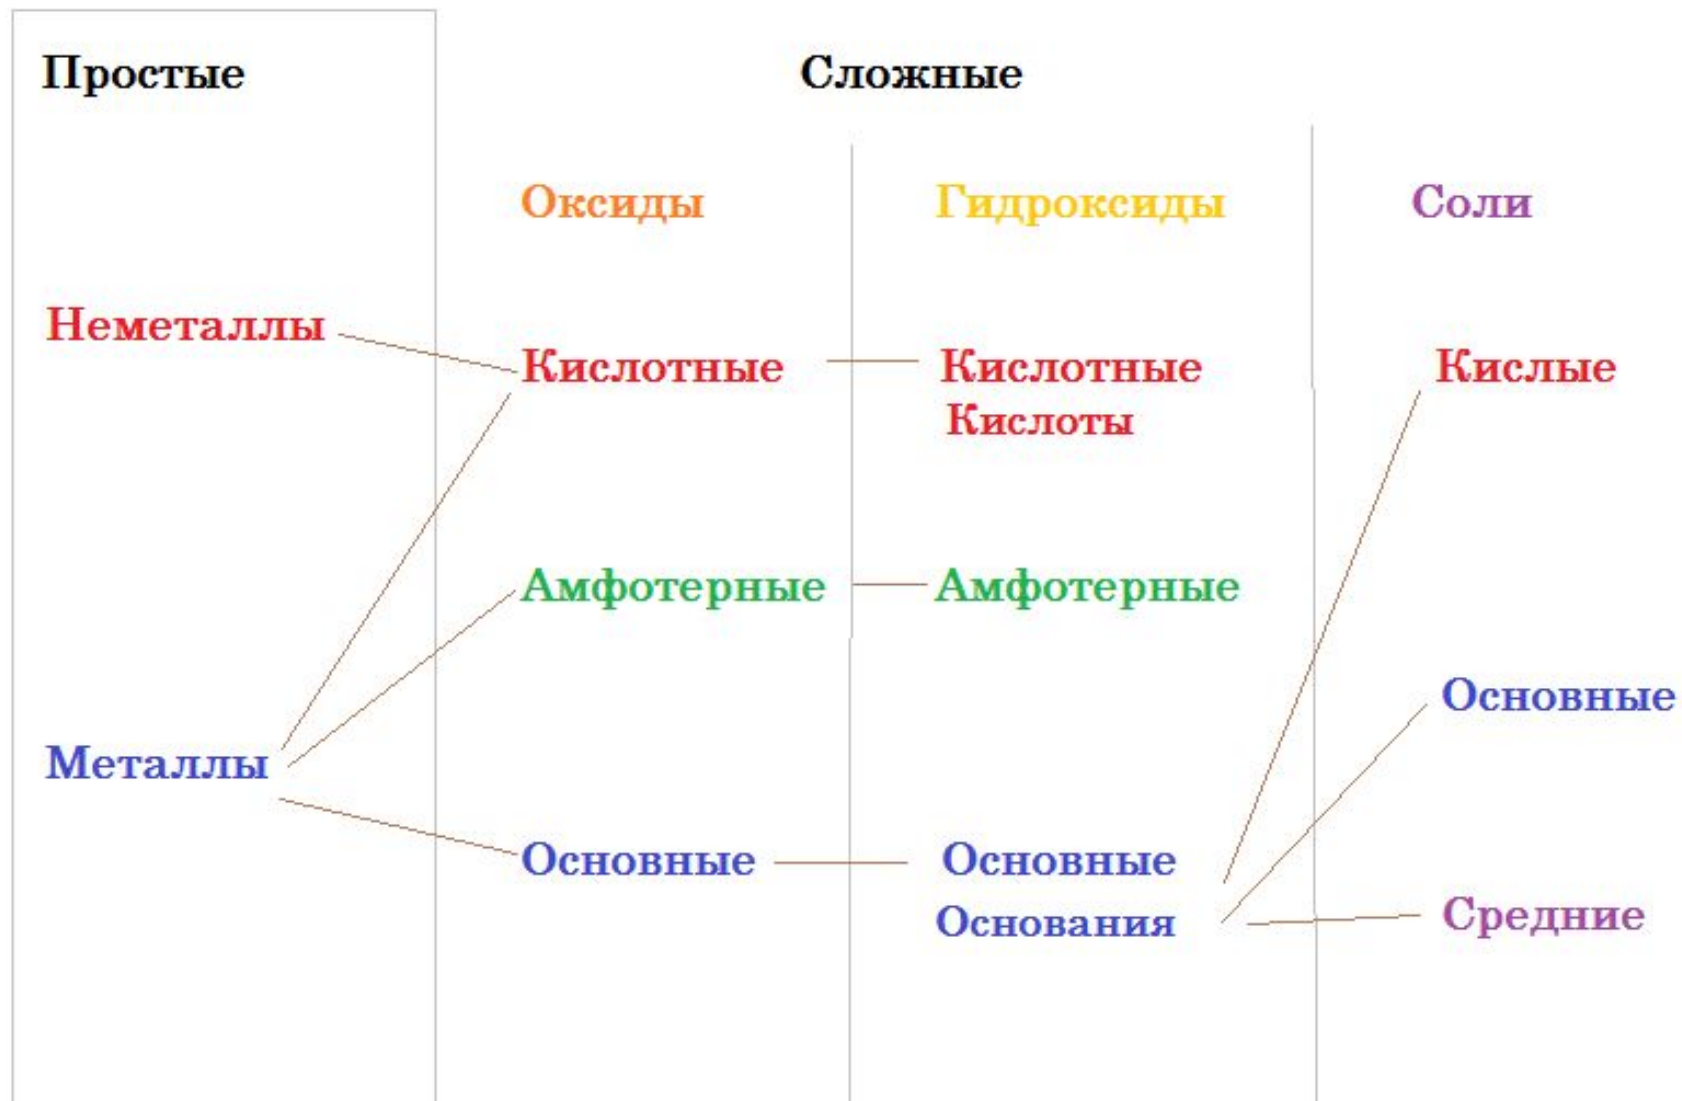 Простые
Сложные
Оксиды
Гидроксиды
Соли
Неметаллы
Кислотные
Кислотные
Кислоты
Кислые
Амфотерные
Амфотерные
Основные
Металлы
Основные
Основные
Основания
Средние